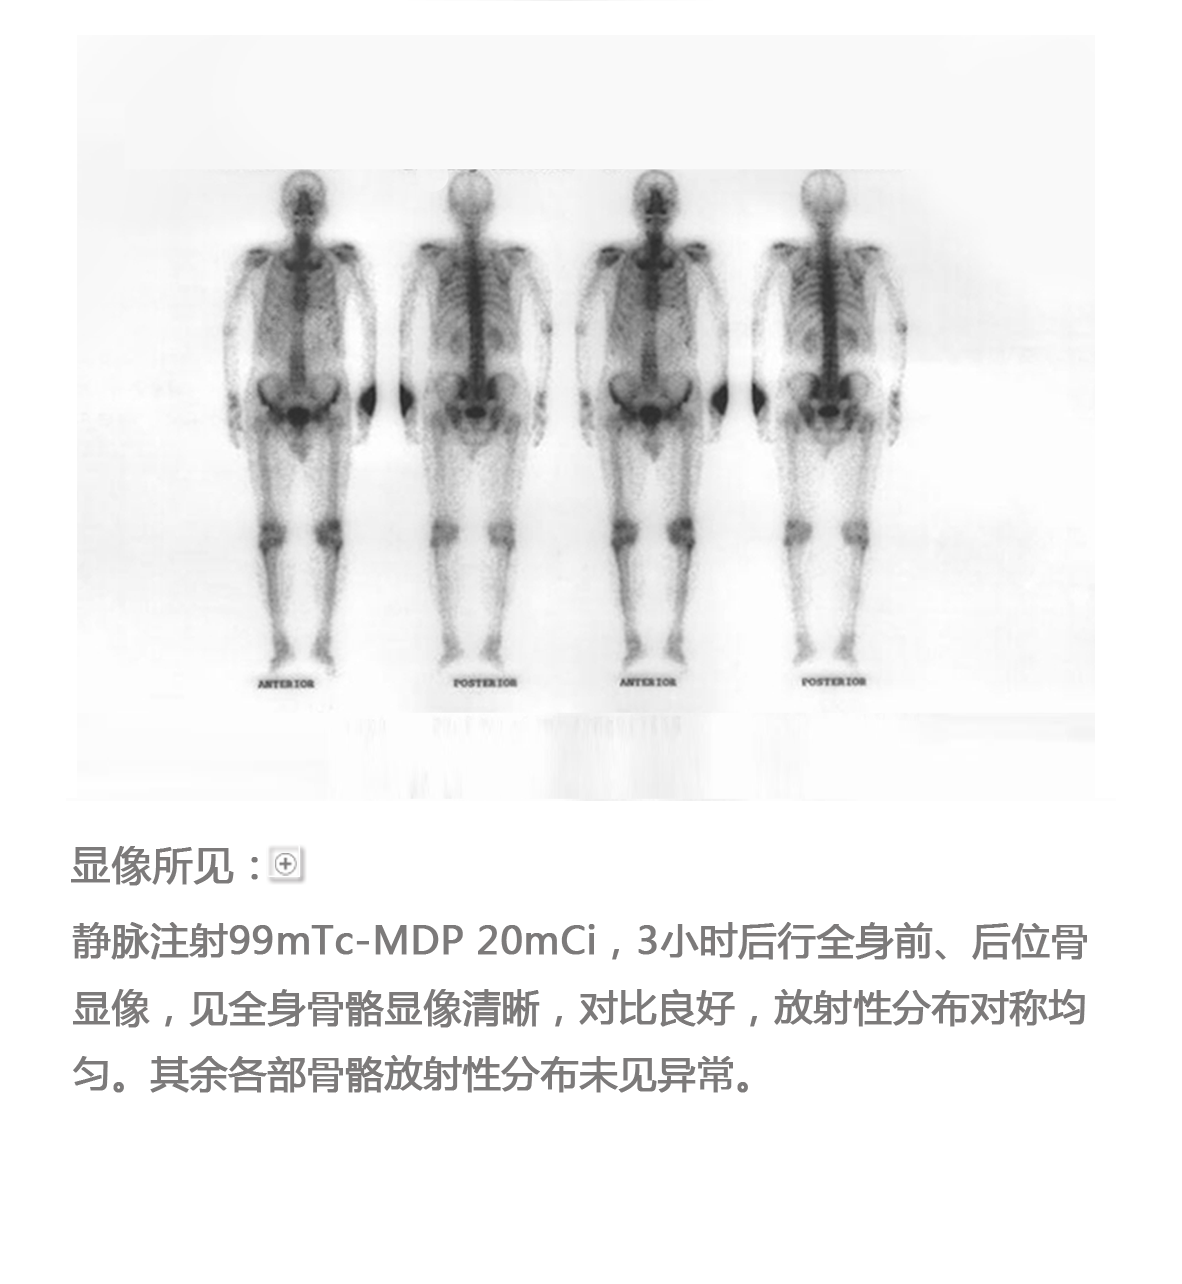 ANTERIOR POSTERIOR ANTERIOR POSTERIOR
显像所见：
静脉注射99mTc-MDP 20mCi，3小时后行全身前、后位骨
显像，见全身骨骼显像清晰，对比良好，放射性分布对称均
匀。其余各部骨骼放射性分布未见异常。